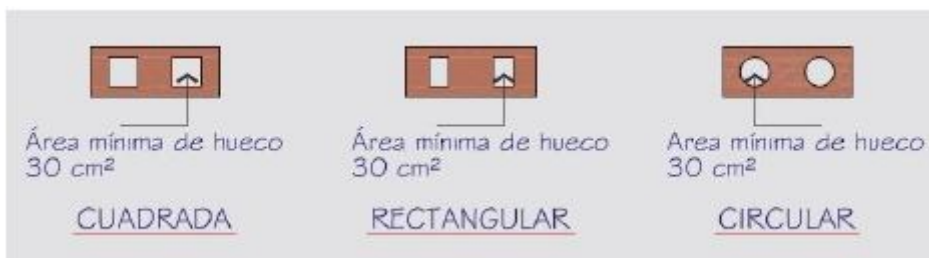 Área mínima de hueco
30 cm²
CUADRADA
Área mínima de hueco
30 cm²
RECTANGULAR
Area mínima de hueco
30 cm²
CIRCULAR